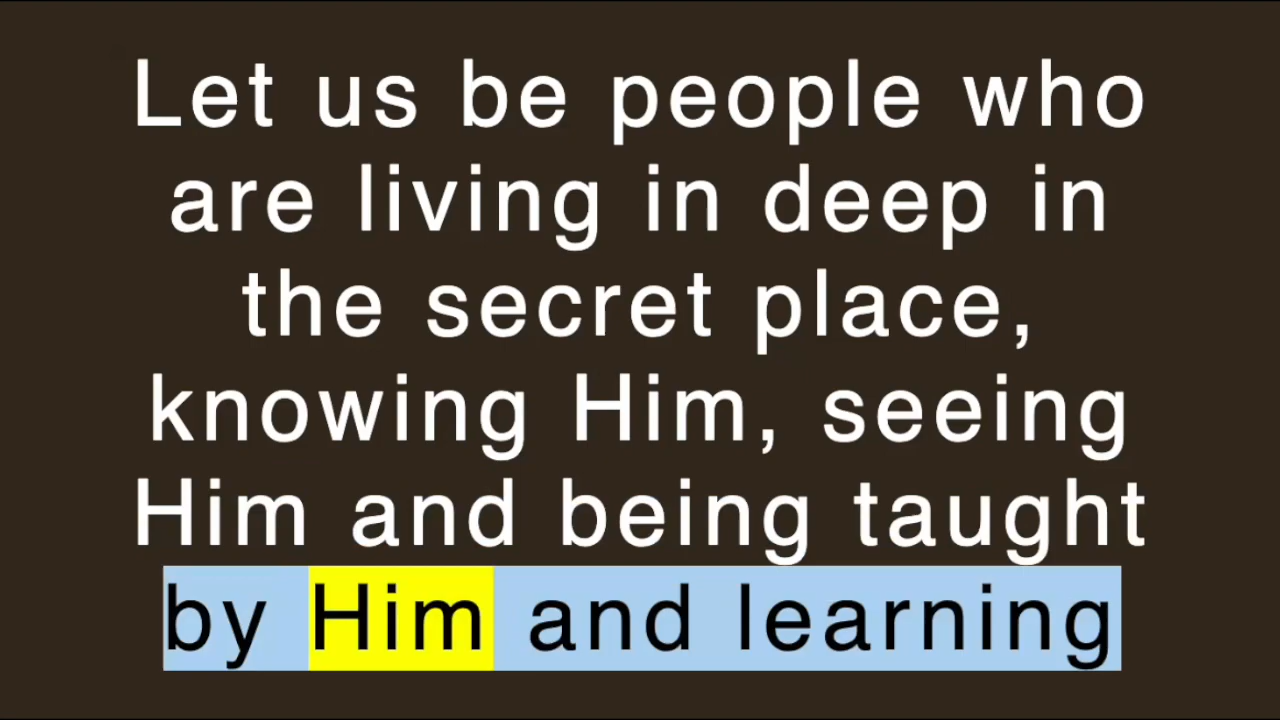 Let us be people who
are living in deep in
the secret place,
knowing Him, seeing
Him and being taught
by Him and learning